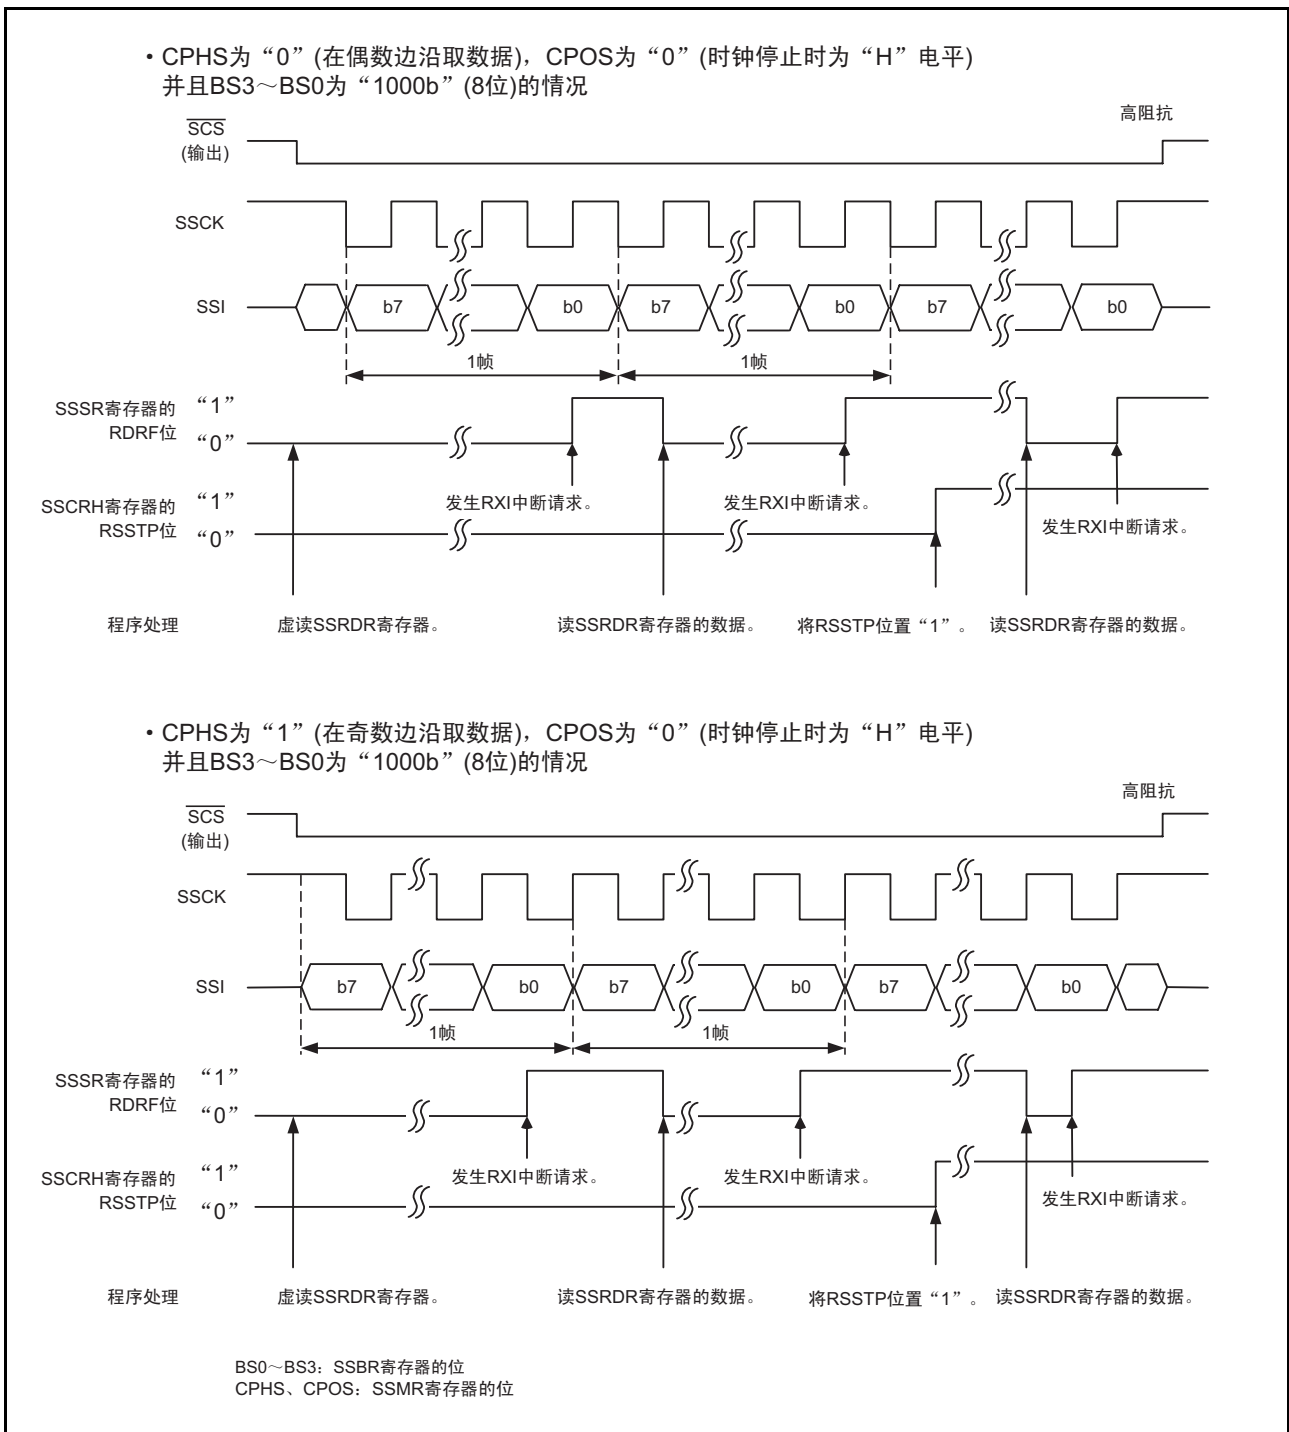 • CPHS为“0”(在偶数边沿取数据)，CPOS为“0”(时钟停止时为“H”电平)
并且BS3～BS0为“1000b”(8位)的情况
高阻抗
SCS
(输出)
SSCK
SSI
b7 b0 b7 b0 b7 b0
1帧 1帧
SSSR寄存器的 “1”
RDRF位 “0”
发生RXI中断请求。 发生RXI中断请求。
SSCRH寄存器的 “1”
RSSTP位 “0”
发生RXI中断请求。
程序处理 虚读SSRDR寄存器。 读SSRDR寄存器的数据。 将RSSTP位置“1”。 读SSRDR寄存器的数据。
• CPHS为“1”(在奇数边沿取数据)，CPOS为“0”(时钟停止时为“H”电平)
并且BS3～BS0为“1000b”(8位)的情况
高阻抗
SCS
(输出)
SSCK
SSI
b7 b0 b7 b0 b7 b0
1帧 1帧
SSSR寄存器的 “1”
RDRF位 “0”
发生RXI中断请求。 发生RXI中断请求。
SSCRH寄存器的 “1”
RSSTP位 “0”
发生RXI中断请求。
程序处理 虚读SSRDR寄存器。 读SSRDR寄存器的数据。 将RSSTP位置“1”。 读SSRDR寄存器的数据。
BS0～BS3：SSBR寄存器的位
CPHS、CPOS：SSMR寄存器的位